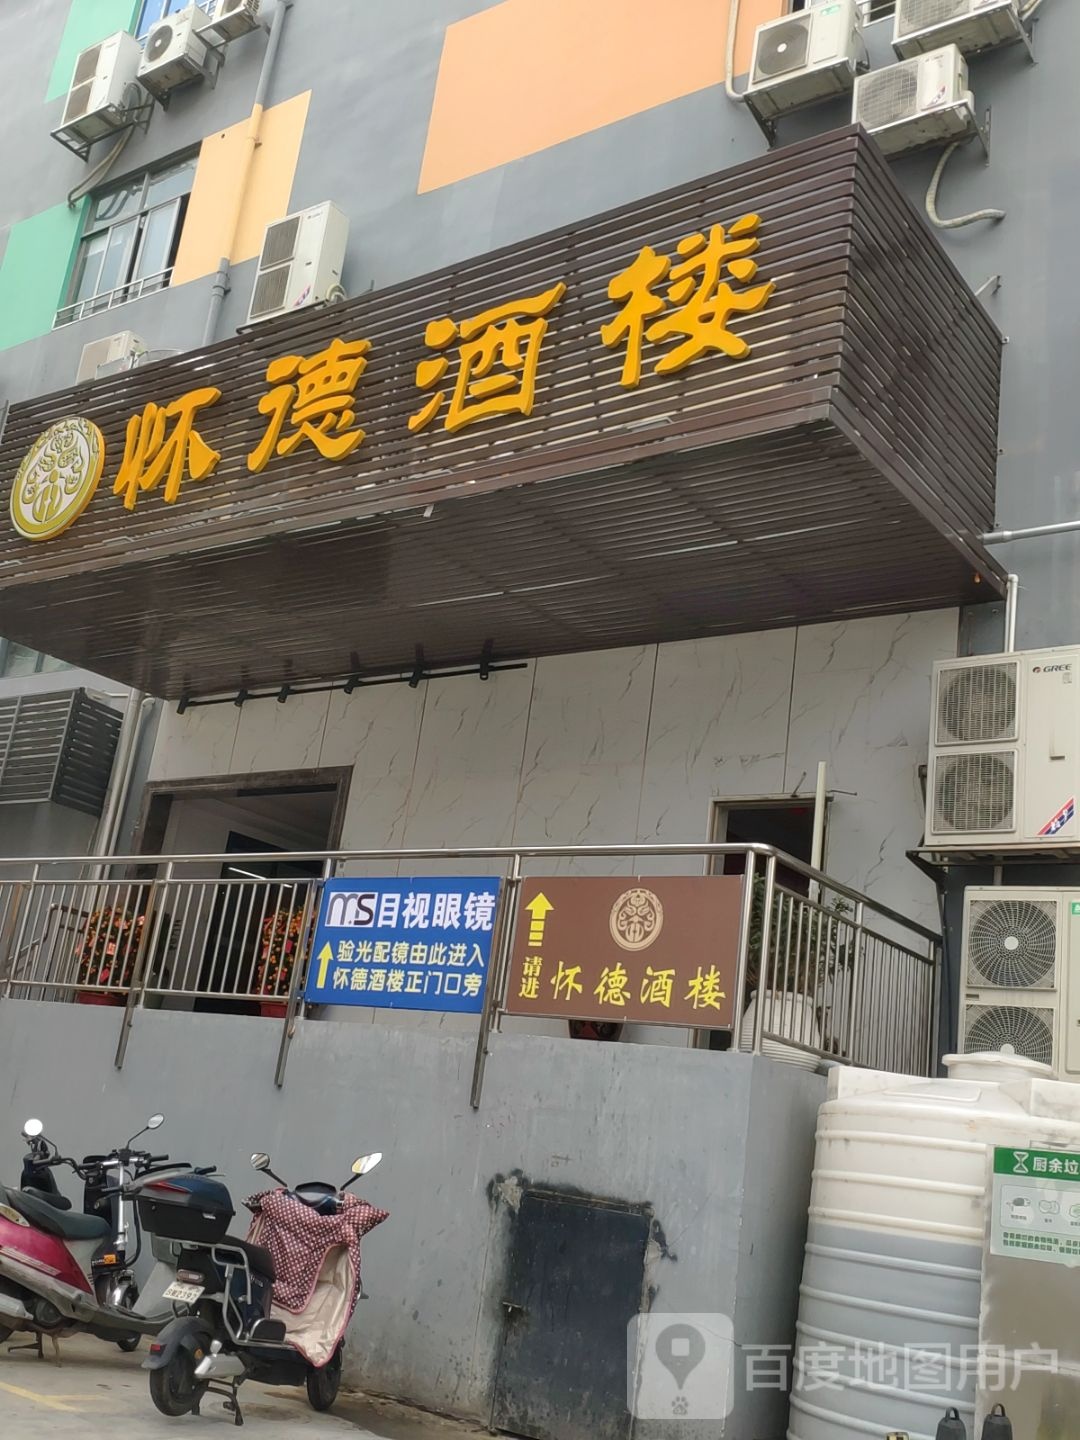 怀德酒楼
GREE
MS目视眼镜
验光配镜由此进入
怀德酒楼正门口旁
请进
怀德酒楼
厨余垃
百度地图用户